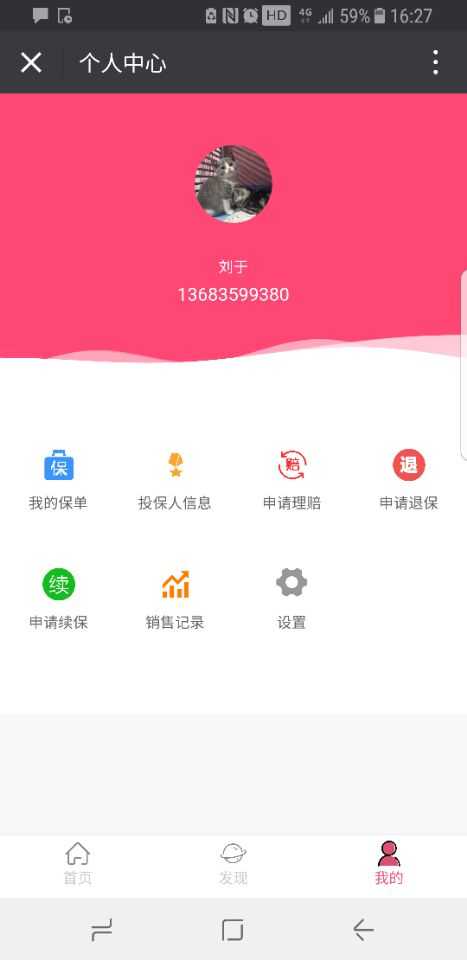 HD 4G 59% 16:27
个人中心
刘于
13683599380
保 赔 退
我的保单 投保人信息 申请理赔 申请退保
续
申请续保 销售记录 设置
首页 发现 我的